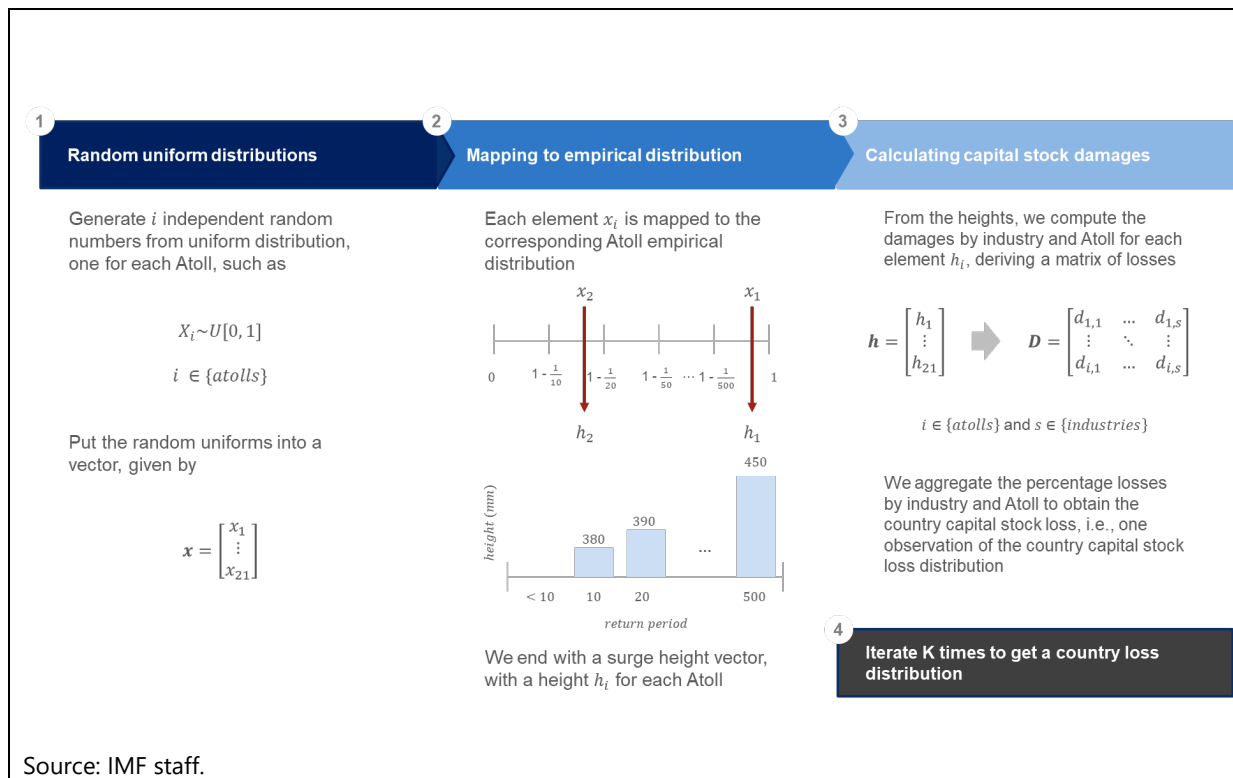 1
Random uniform distributions
Generate i independent random
numbers from uniform distribution,
one for each Atoll, such as
X_i~U[0, 1]
i ∈ {atolls}
Put the random uniforms into a
vector, given by
x = [x_1 ⋮ x_21]
2
Mapping to empirical distribution
Each element x_i is mapped to the
corresponding Atoll empirical
distribution
x_2 x_1
0 1 - 1/10 1 - 1/20 1 - 1/50 ⋯ 1 - 1/500 1
h_2 h_1
height (mm)
380 390 ... 450
< 10 10 20 500
return period
We end with a surge height vector,
with a height h_i for each Atoll
3
Calculating capital stock damages
From the heights, we compute the
damages by industry and Atoll for each
element h_i, deriving a matrix of losses
h = [h_1 ⋮ h_21] D = [d_1,1 … d_1,s ⋮ ⋱ ⋮ d_i,1 … d_i,s]
i ∈ {atolls} and s ∈ {industries}
We aggregate the percentage losses
by industry and Atoll to obtain the
country capital stock loss, i.e., one
observation of the country capital stock
loss distribution
4
Iterate K times to get a country loss
distribution
Source: IMF staff.